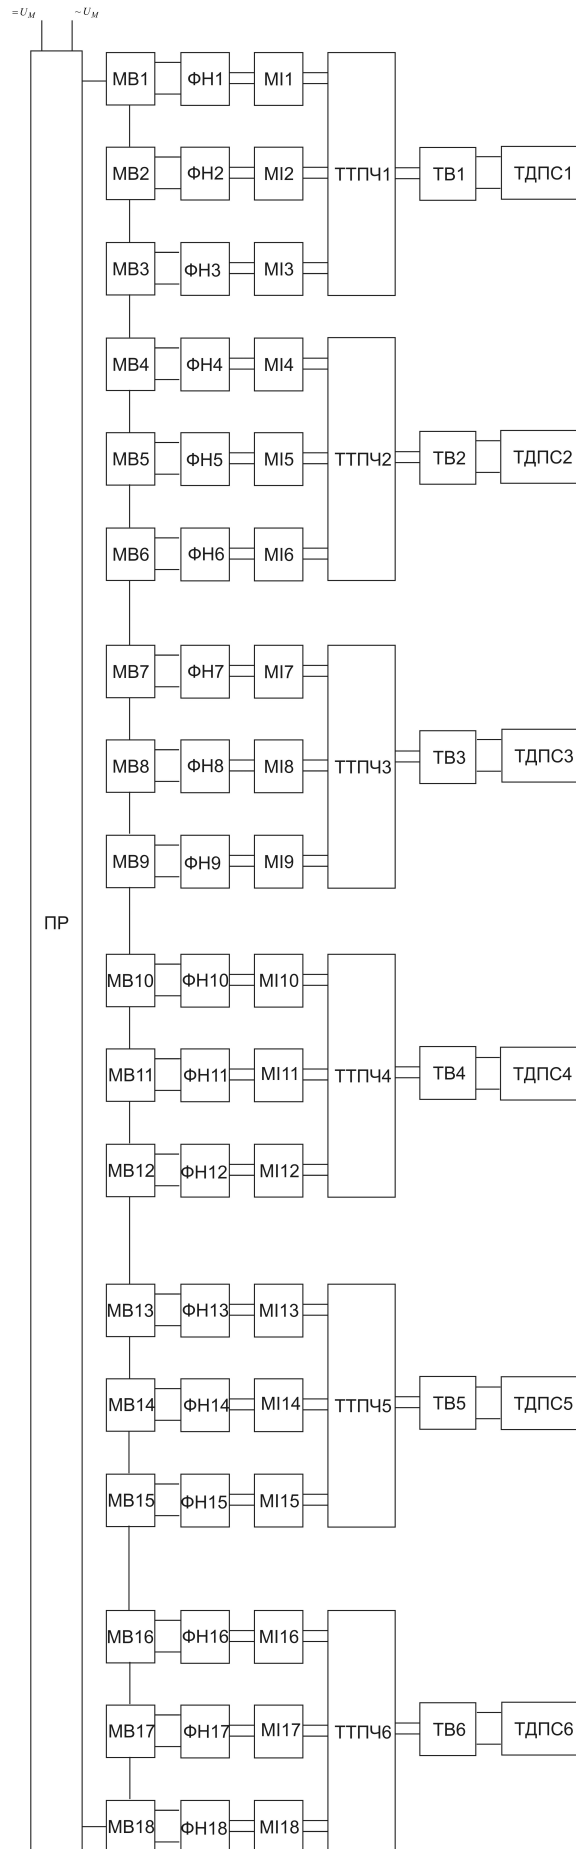 =U_M ~U_M
МВ1 ФН1 МІ1
ТТПЧ1 ТВ1 ТДПС1
МВ2 ФН2 МІ2
МВ3 ФН3 МІ3
МВ4 ФН4 МІ4
ТТПЧ2 ТВ2 ТДПС2
МВ5 ФН5 МІ5
МВ6 ФН6 МІ6
МВ7 ФН7 МІ7
ТТПЧ3 ТВ3 ТДПС3
МВ8 ФН8 МІ8
МВ9 ФН9 МІ9
ПР
МВ10 ФН10 МІ10
ТТПЧ4 ТВ4 ТДПС4
МВ11 ФН11 МІ11
МВ12 ФН12 МІ12
МВ13 ФН13 МІ13
ТТПЧ5 ТВ5 ТДПС5
МВ14 ФН14 МІ14
МВ15 ФН15 МІ15
МВ16 ФН16 МІ16
ТТПЧ6 ТВ6 ТДПС6
МВ17 ФН17 МІ17
МВ18 ФН18 МІ18